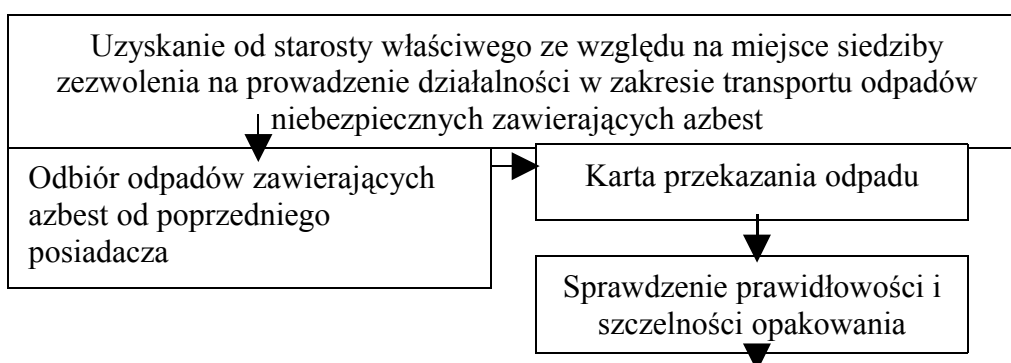 Uzyskanie od starosty właściwego ze względu na miejsce siedziby
zezwolenia na prowadzenie działalności w zakresie transportu odpadów
niebezpiecznych zawierających azbest
Odbiór odpadów zawierających
azbest od poprzedniego
posiadacza
Karta przekazania odpadu
Sprawdzenie prawidłowości i
szczelności opakowania